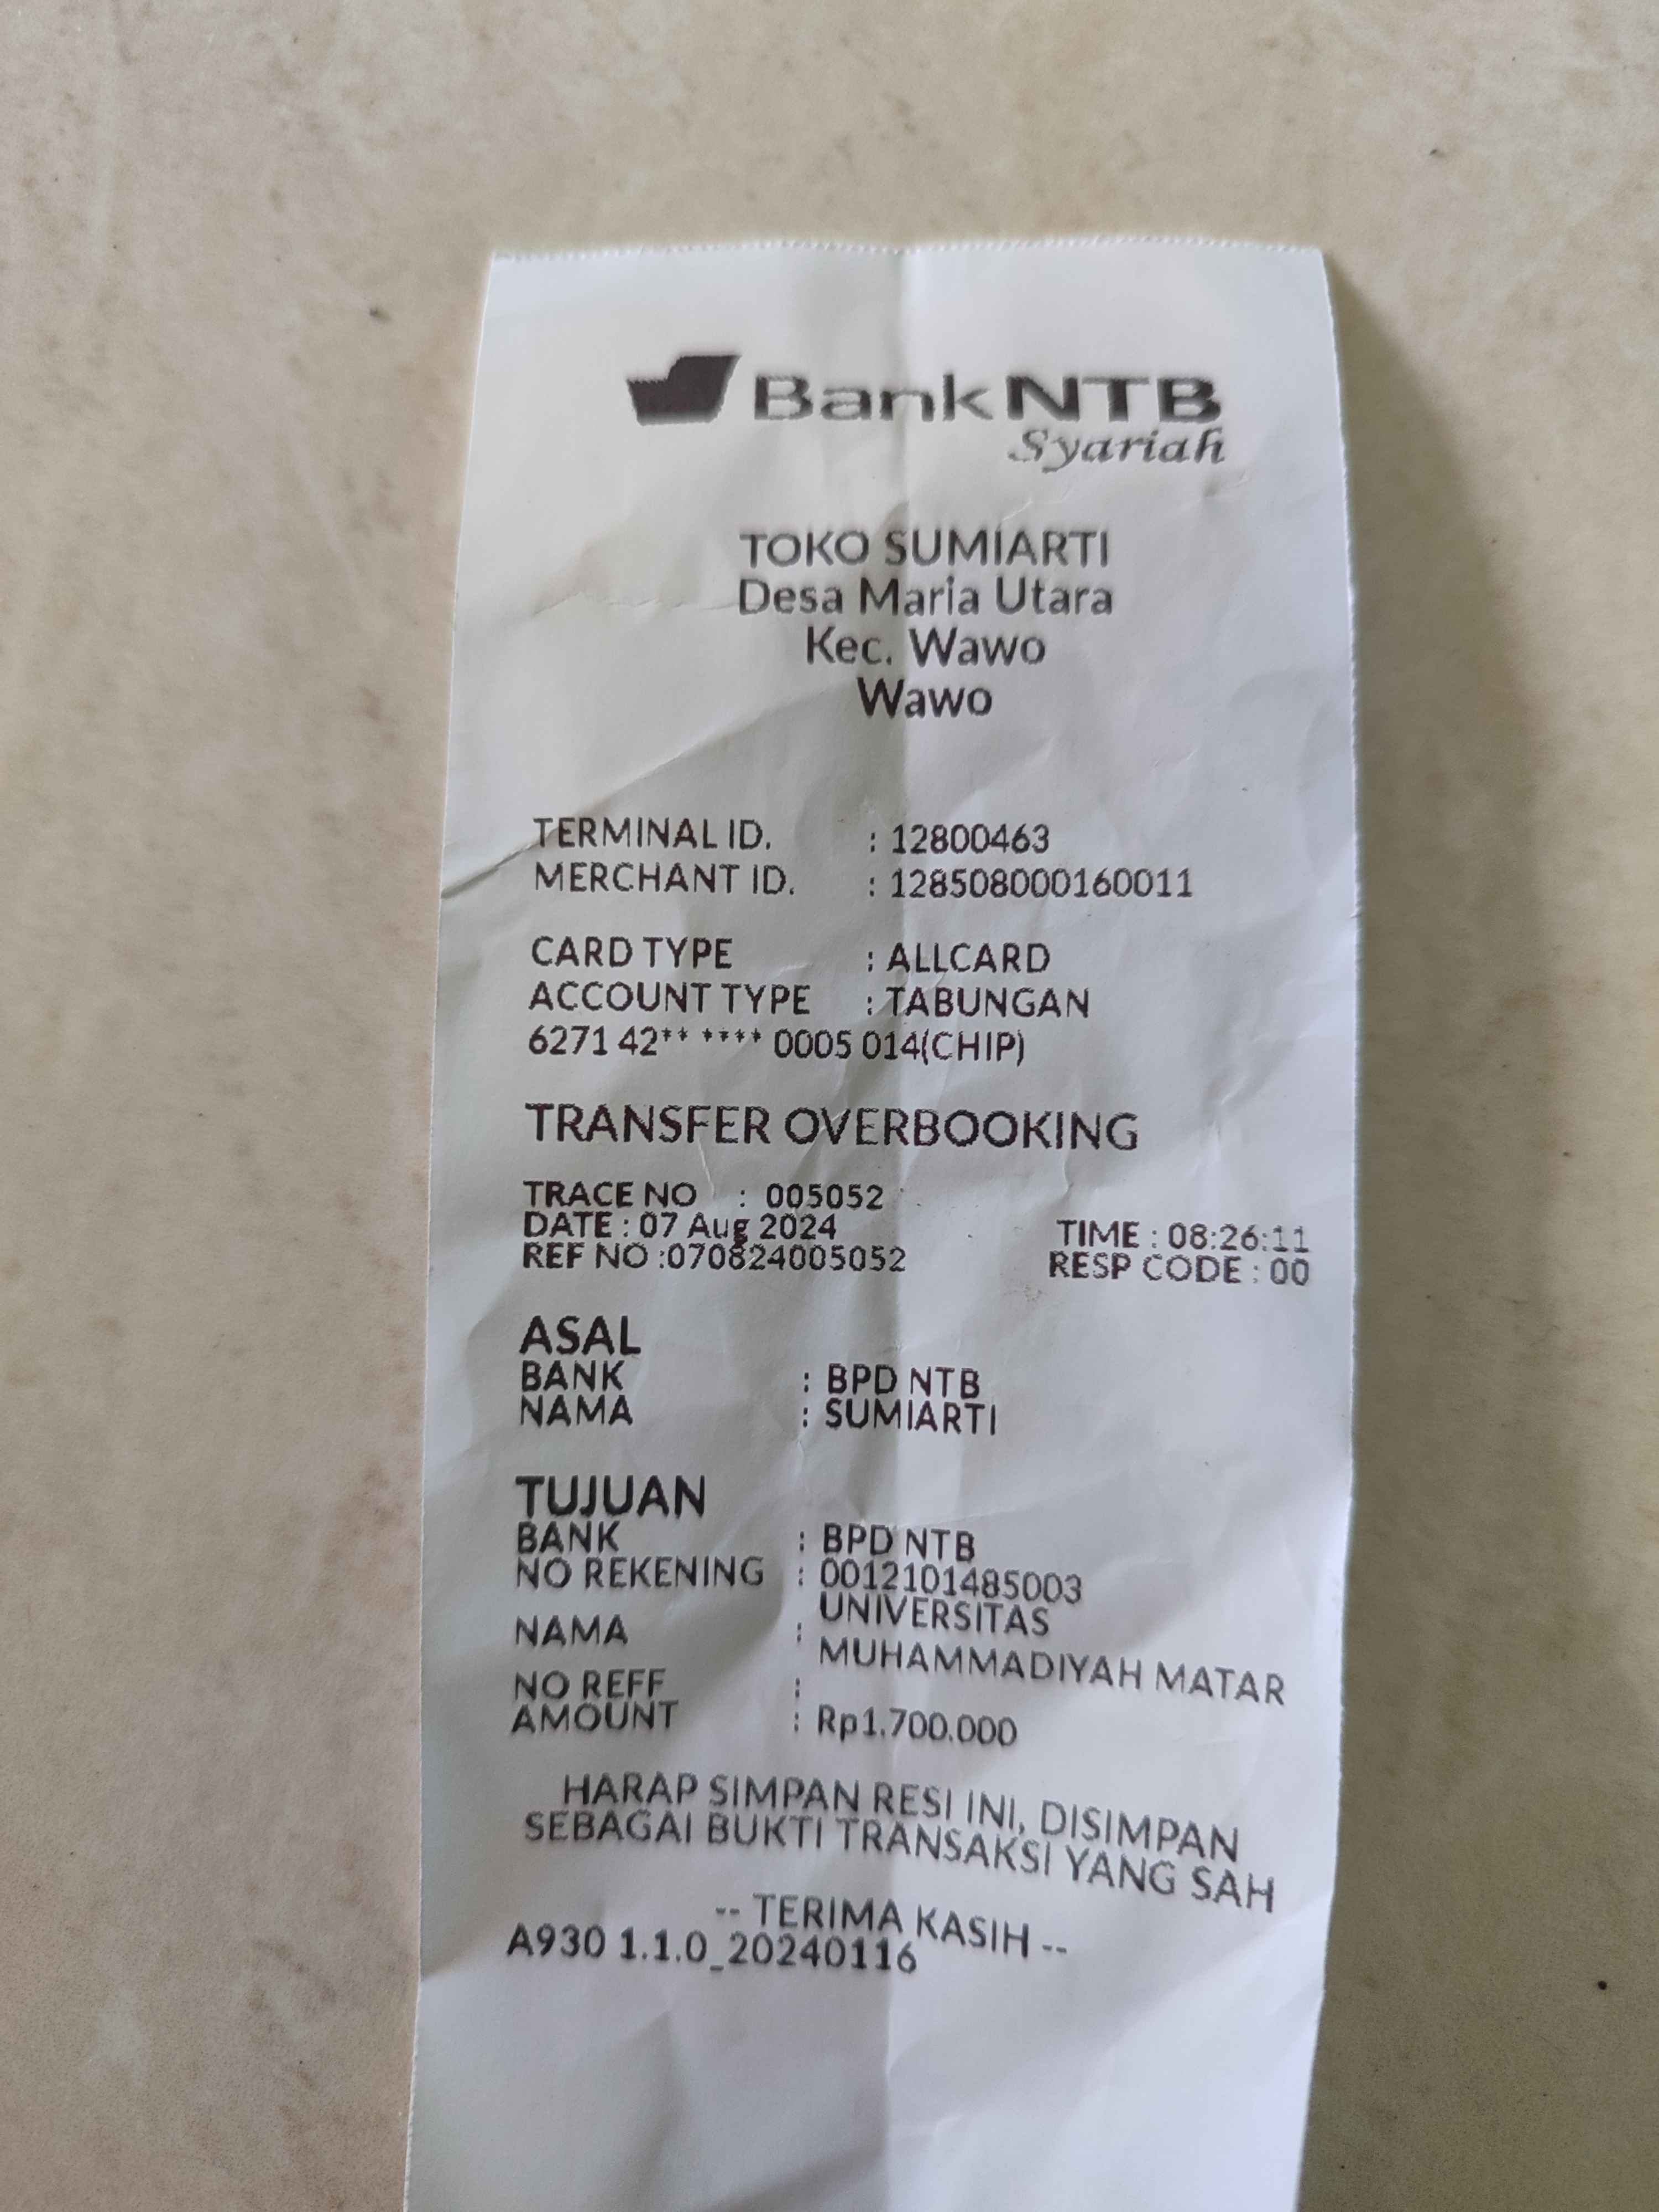 BankNTB
Syariah
TOKO SUMIARTI
Desa Maria Utara
Kec. Wawo
Wawo
TERMINAL ID. : 12800463
MERCHANT ID. : 128508000160011
CARD TYPE : ALLCARD
ACCOUNT TYPE : TABUNGAN
6271 42** **** 0005 014(CHIP)
TRANSFER OVERBOOKING
TRACE NO : 005052
DATE : 07 Aug 2024 TIME : 08:26:11
REF NO :070824005052 RESP CODE : 00
ASAL
BANK : BPD NTB
NAMA : SUMIARTI
TUJUAN
BANK : BPD NTB
NO REKENING : 0012101485003
NAMA : UNIVERSITAS
MUHAMMADIYAH MATAR
NO REFF :
AMOUNT : Rp1.700.000
HARAP SIMPAN RESI INI, DISIMPAN
SEBAGAI BUKTI TRANSAKSI YANG SAH
-- TERIMA KASIH --
A930 1.1.0_20240116